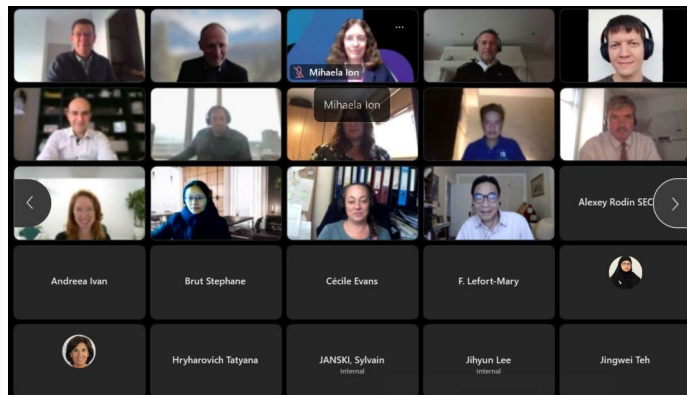 Mihaela Ion
Mihaela Ion
Alexey Rodin SEC
Andreea Ivan
Brut Stephane
Cécile Evans
F. Lefort-Mary
Hryharovich Tatyana
JANSKI, Sylvain
Internal
Jihyun Lee
Internal
Jingwei Teh